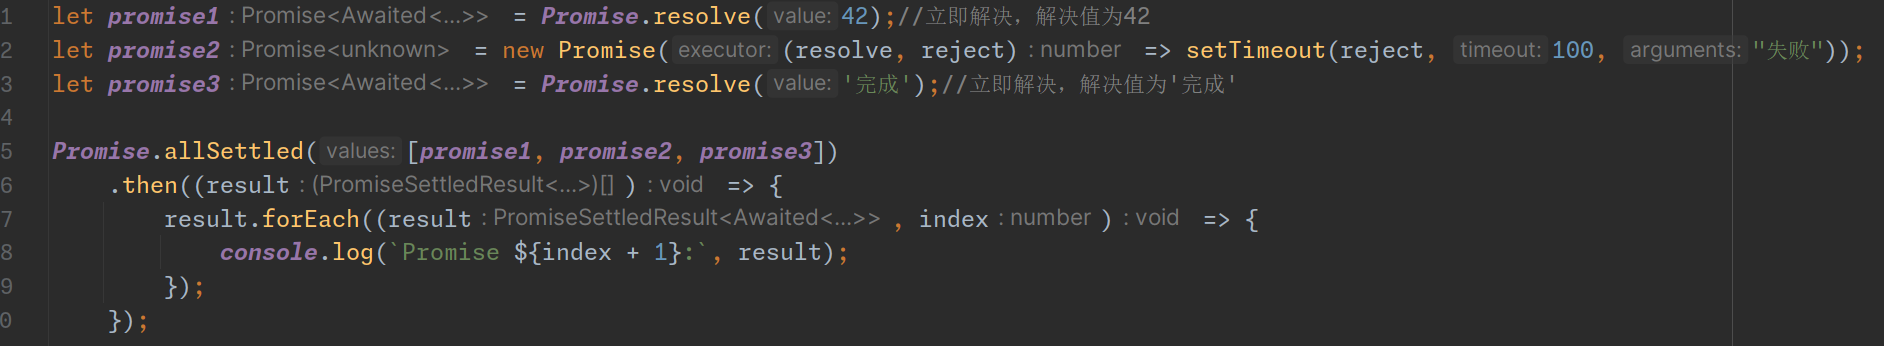 1 let promise1 : Promise<Awaited<...>> = Promise.resolve( value: 42);//立即解决，解决值为42
2 let promise2 : Promise<unknown> = new Promise( executor: (resolve, reject) : number => setTimeout(reject, timeout: 100, arguments: "失败"));
3 let promise3 : Promise<Awaited<...>> = Promise.resolve( value: '完成');//立即解决，解决值为'完成'
4
5 Promise.allSettled( values: [promise1, promise2, promise3])
6 .then((result : (PromiseSettledResult<...>)[] ) : void => {
7 result.forEach((result : PromiseSettledResult<Awaited<...>> , index : number ) : void => {
8 console.log(`Promise ${index + 1}:`, result);
9 });
0 });